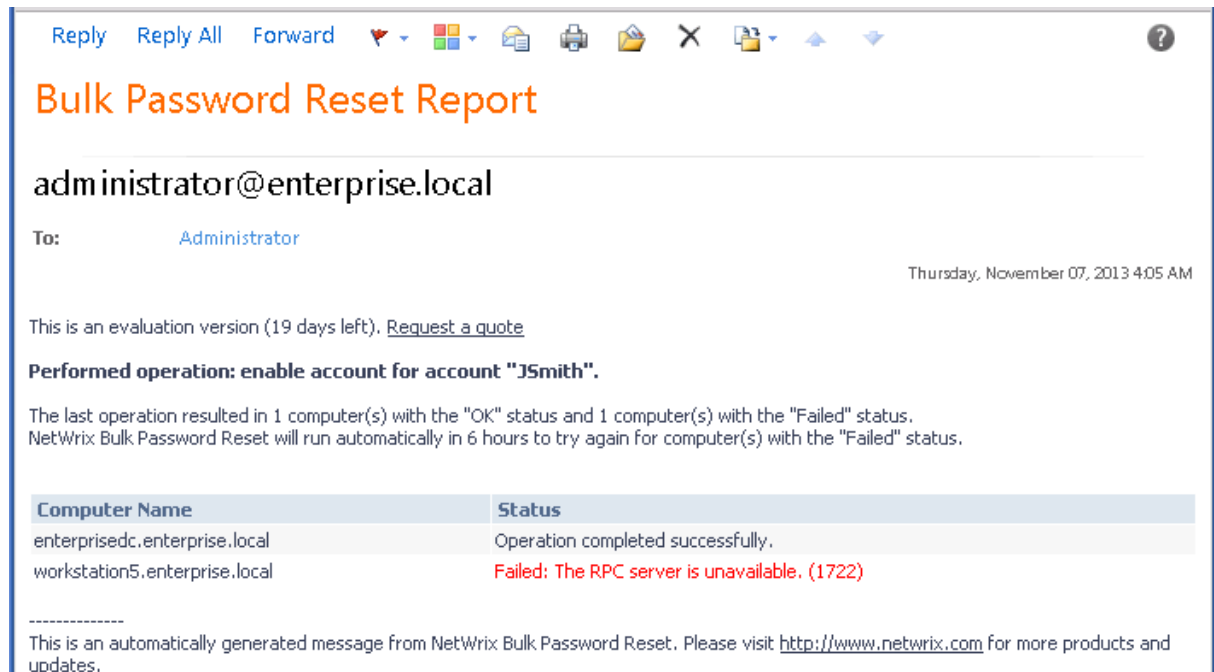 Reply Reply All Forward
Bulk Password Reset Report
administrator@enterprise.local
To: Administrator
Thursday, November 07, 2013 4:05 AM
This is an evaluation version (19 days left). Request a quote
Performed operation: enable account for account "JSmith".
The last operation resulted in 1 computer(s) with the "OK" status and 1 computer(s) with the "Failed" status.
NetWrix Bulk Password Reset will run automatically in 6 hours to try again for computer(s) with the "Failed" status.
Computer Name Status
enterprisedc.enterprise.local Operation completed successfully.
workstation5.enterprise.local Failed: The RPC server is unavailable. (1722)
--------------
This is an automatically generated message from NetWrix Bulk Password Reset. Please visit http://www.netwrix.com for more products and
updates.